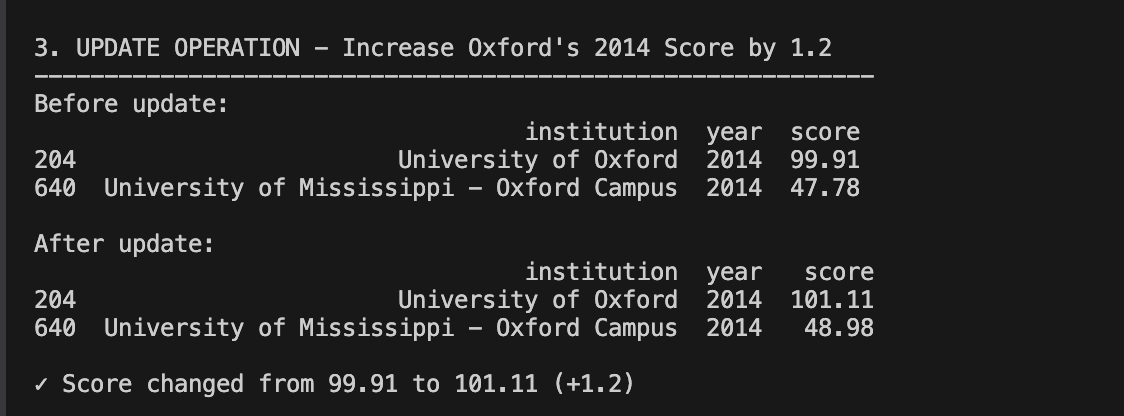 3. UPDATE OPERATION – Increase Oxford's 2014 Score by 1.2
------------------------------------------------------------
Before update:
institution year score
204 University of Oxford 2014 99.91
640 University of Mississippi – Oxford Campus 2014 47.78
After update:
institution year score
204 University of Oxford 2014 101.11
640 University of Mississippi – Oxford Campus 2014 48.98
✓ Score changed from 99.91 to 101.11 (+1.2)